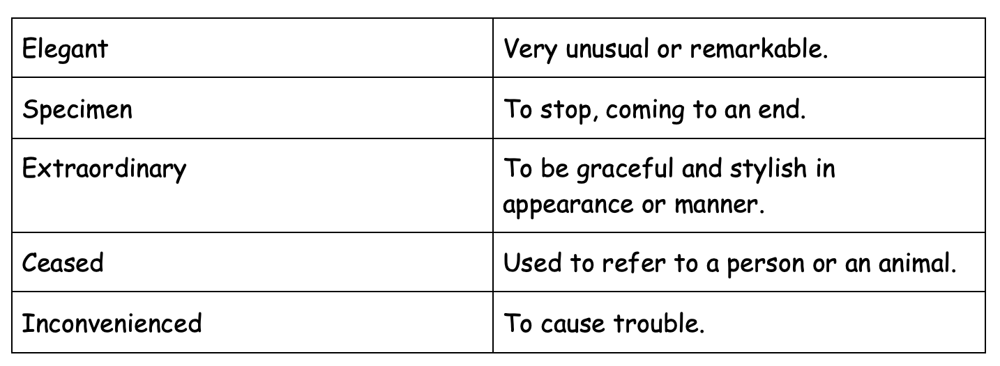 Elegant
Very unusual or remarkable.
Specimen
To stop, coming to an end.
Extraordinary
To be graceful and stylish in
appearance or manner.
Ceased
Used to refer to a person or an animal.
Inconvenienced
To cause trouble.